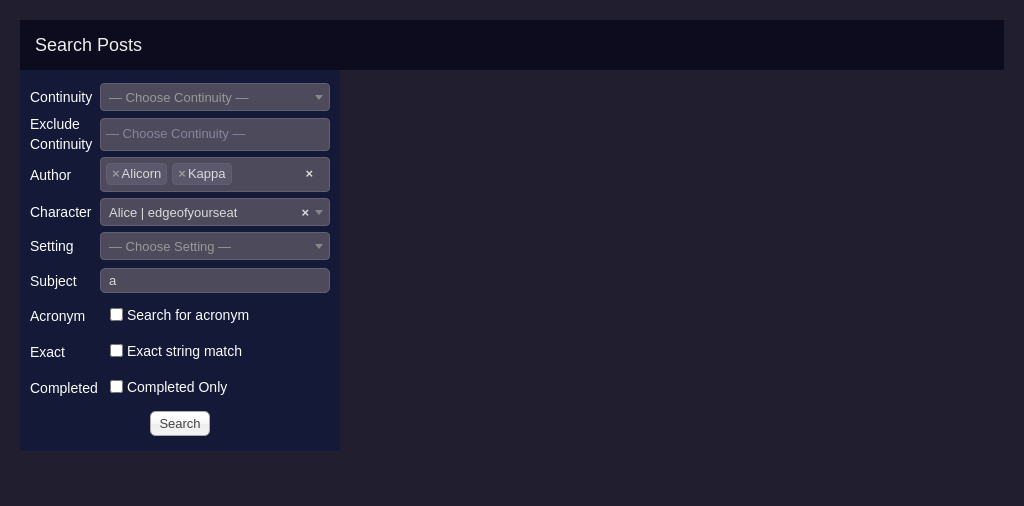 Search Posts
Continuity — Choose Continuity —
Exclude Continuity — Choose Continuity —
Author ×Alicorn ×Kappa ×
Character Alice | edgeofyourseat ×
Setting — Choose Setting —
Subject a
Acronym Search for acronym
Exact Exact string match
Completed Completed Only
Search